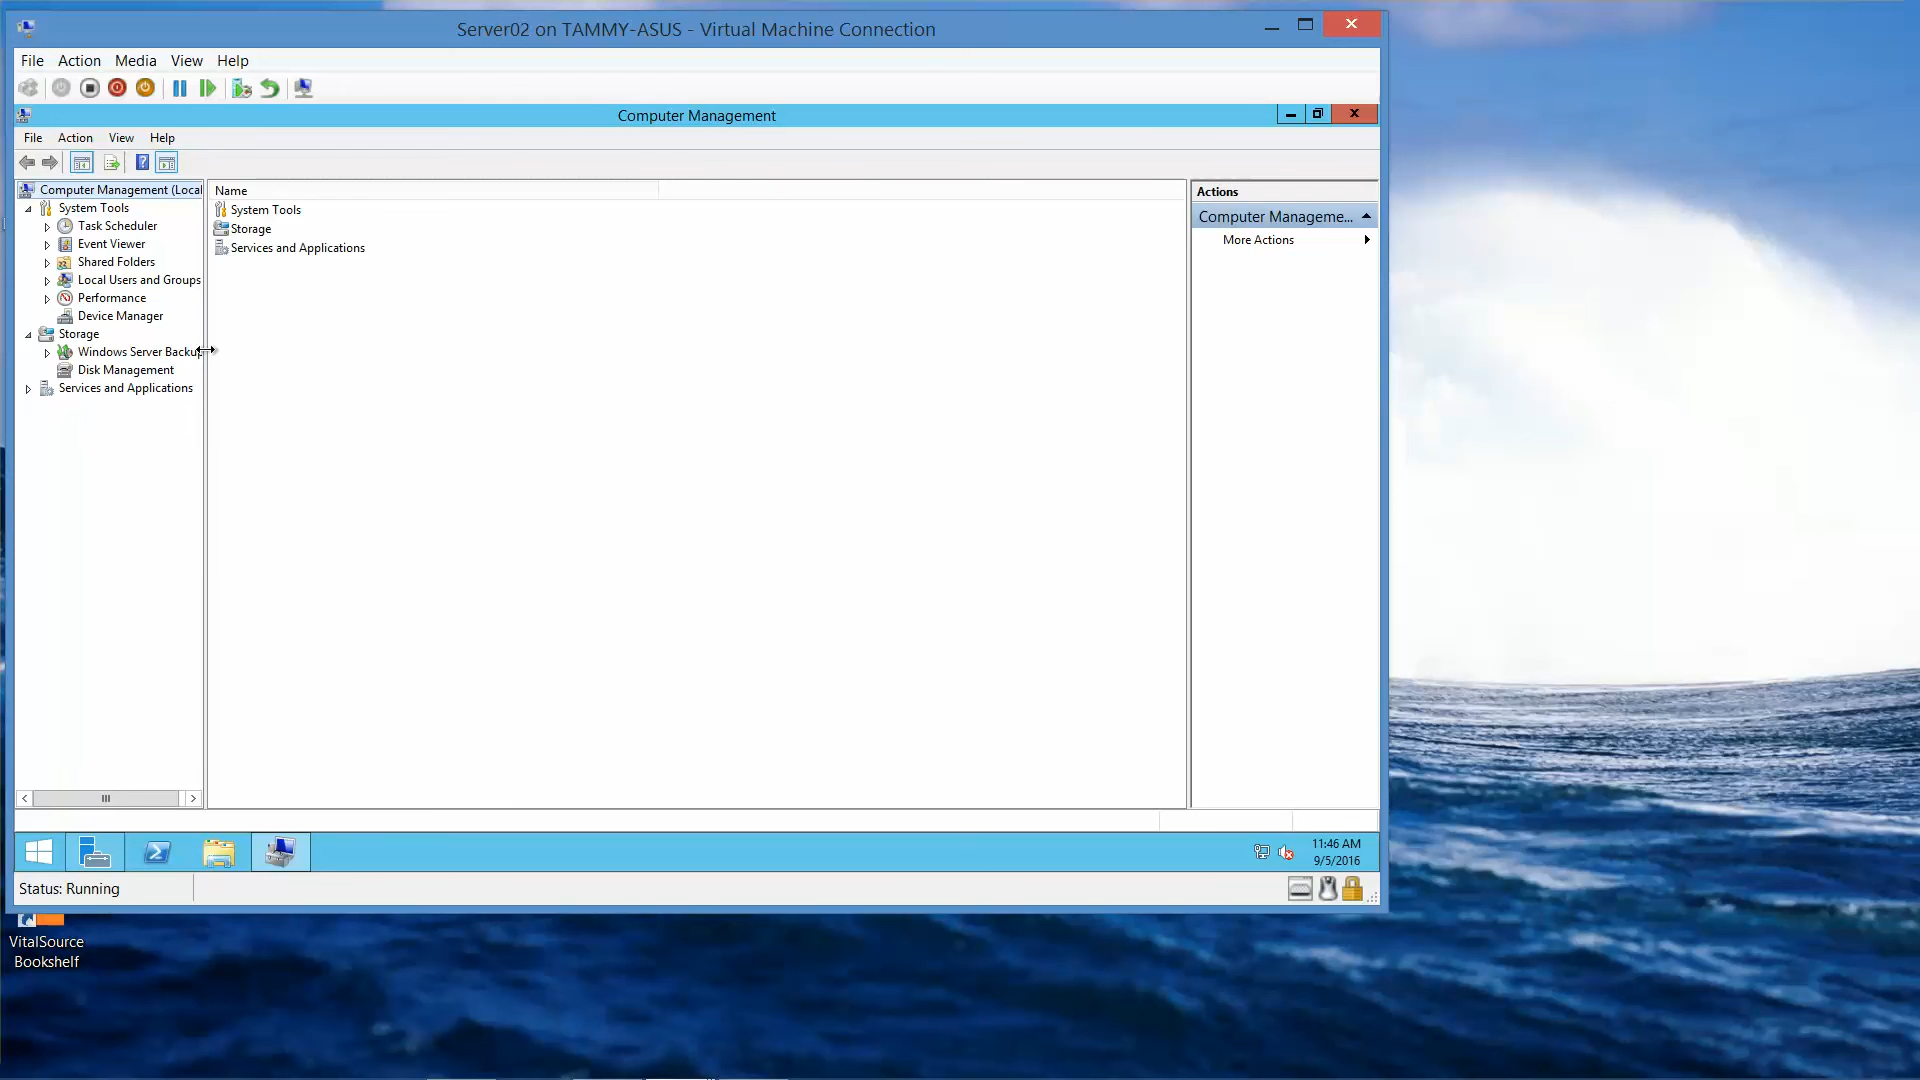 Server02 on TAMMY-ASUS - Virtual Machine Connection
File Action Media View Help
Computer Management
File Action View Help
Computer Management (Local
System Tools
Task Scheduler
Event Viewer
Shared Folders
Local Users and Groups
Performance
Device Manager
Storage
Windows Server Backup
Disk Management
Services and Applications
Name
System Tools
Storage
Services and Applications
Actions
Computer Manageme...
More Actions
11:46 AM
9/5/2016
Status: Running
VitalSource
Bookshelf